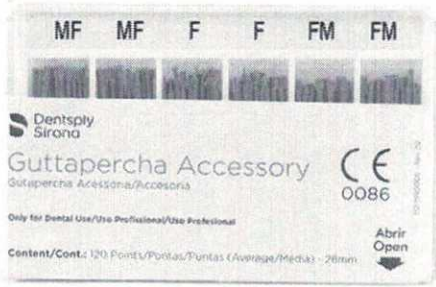 MF MF F F FM FM
Dentsply
Sirona
Guttapercha Accessory
Gutapercha Acessória/Accesoria
CE
0086
Only for Dental Use/Uso Profissional/Uso Profesional
Abrir
Open
Content/Cont.: 120 Points/Pontas/Puntas (Average/Média) - 28mm